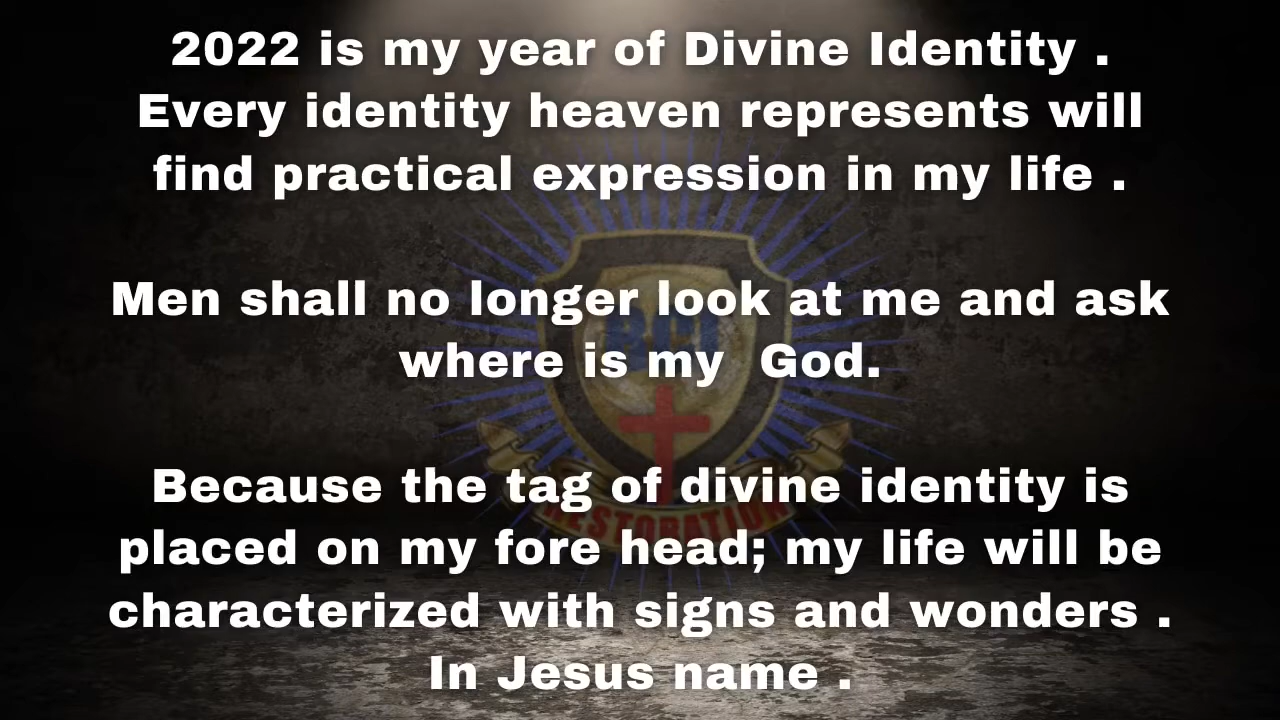 2022 is my year of Divine Identity .
Every identity heaven represents will
find practical expression in my life .
Men shall no longer look at me and ask
where is my  God.
Because the tag of divine identity is
placed on my fore head; my life will be
characterized with signs and wonders .
In Jesus name .
RCI
RESTORATION